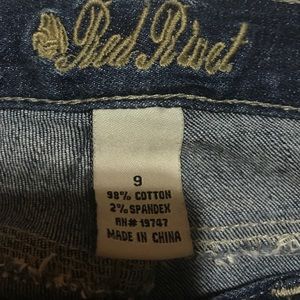 Red Rivet
9
98% COTTON
2% SPANDEX
RN# 19747
MADE IN CHINA